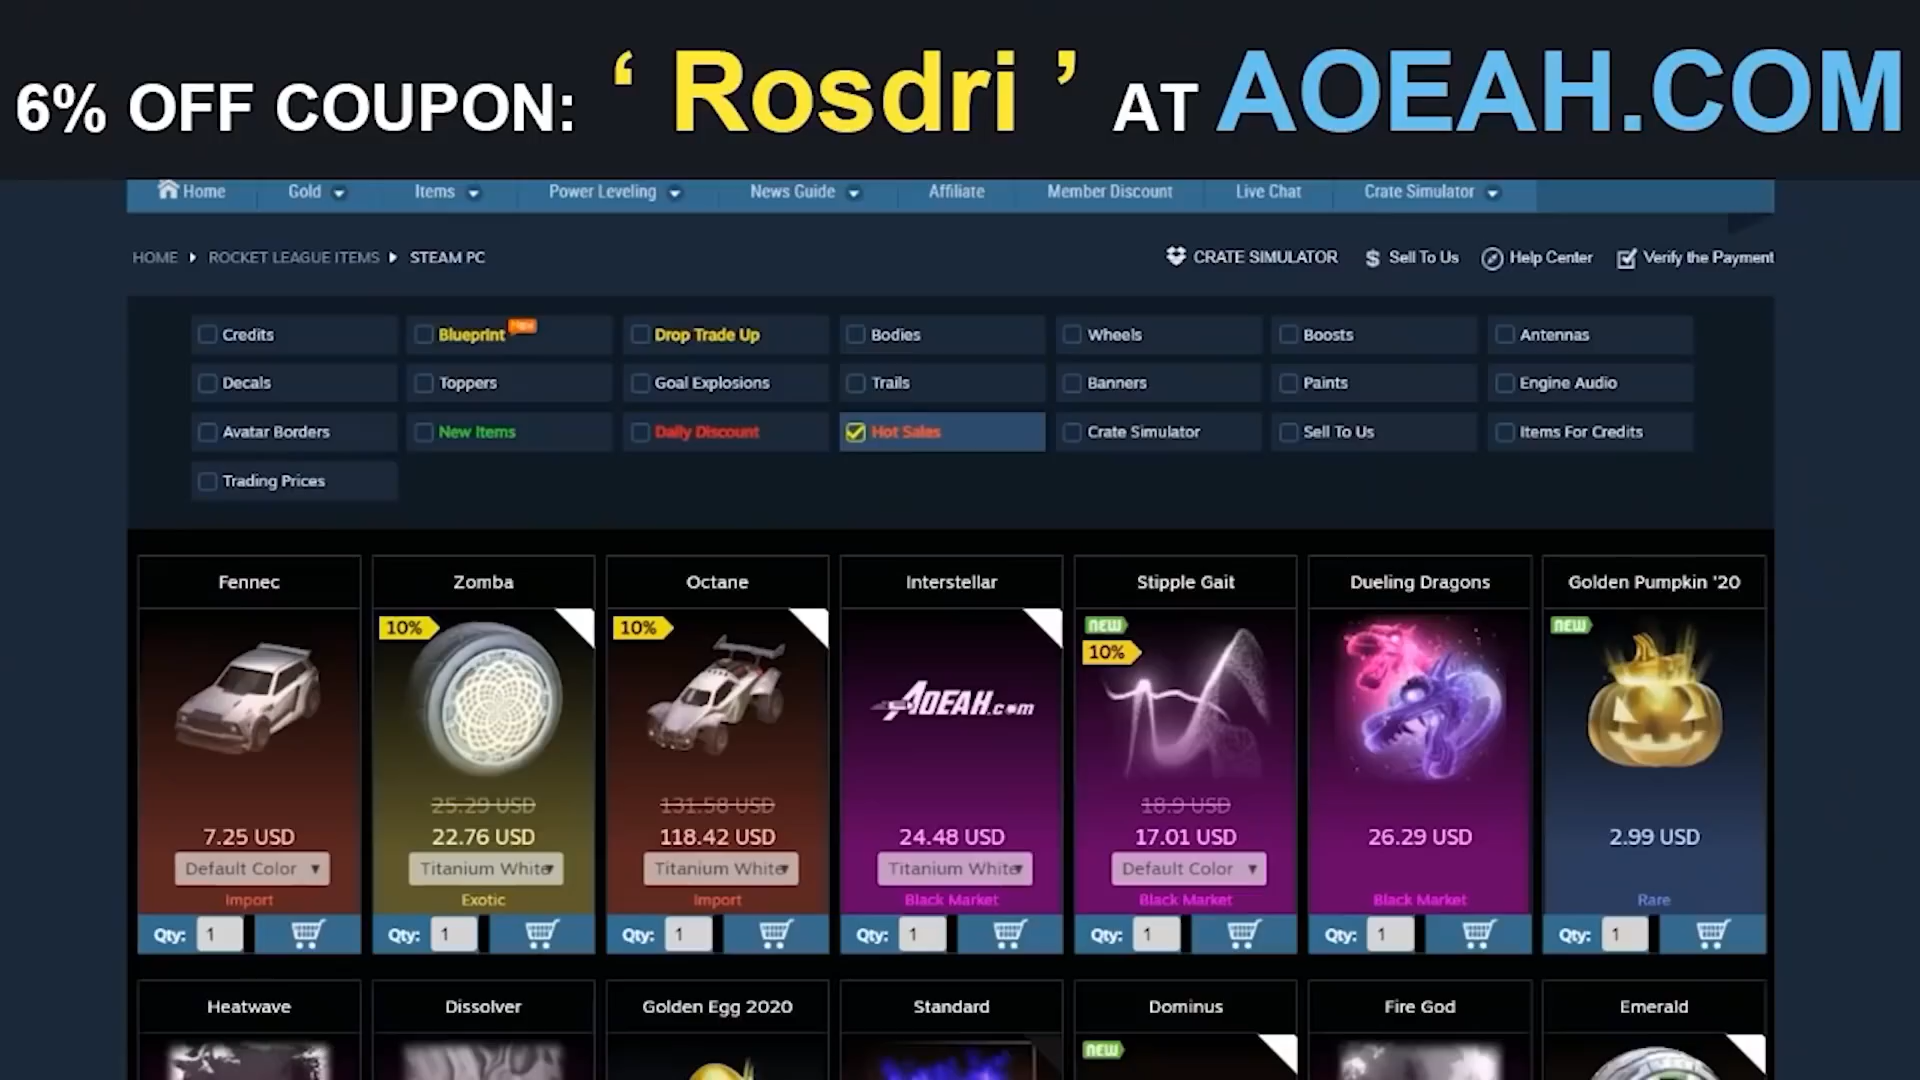 6% OFF COUPON: ‘ Rosdri ’ AT AOEAH.COM
Home Gold Items Power Leveling News Guide Affiliate Member Discount Live Chat Crate Simulator
HOME ROCKET LEAGUE ITEMS STEAM PC CRATE SIMULATOR $ Sell To Us Help Center Verify the Payment
Credits Blueprint New Drop Trade Up Bodies Wheels Boosts Antennas
Decals Toppers Goal Explosions Trails Banners Paints Engine Audio
Avatar Borders New Items Daily Discount Hot Sales Crate Simulator Sell To Us Items For Credits
Trading Prices
Fennec Zomba Octane Interstellar Stipple Gait Dueling Dragons Golden Pumpkin '20
10% 10% NEW NEW
10%
AOEAH.com
25.29 USD 131.58 USD 18.9 USD
7.25 USD 22.76 USD 118.42 USD 24.48 USD 17.01 USD 26.29 USD 2.99 USD
Default Color Titanium White Titanium White Titanium White Default Color
Import Exotic Import Black Market Black Market Black Market Rare
Qty: 1 Qty: 1 Qty: 1 Qty: 1 Qty: 1 Qty: 1 Qty: 1
Heatwave Dissolver Golden Egg 2020 Standard Dominus Fire God Emerald
NEW